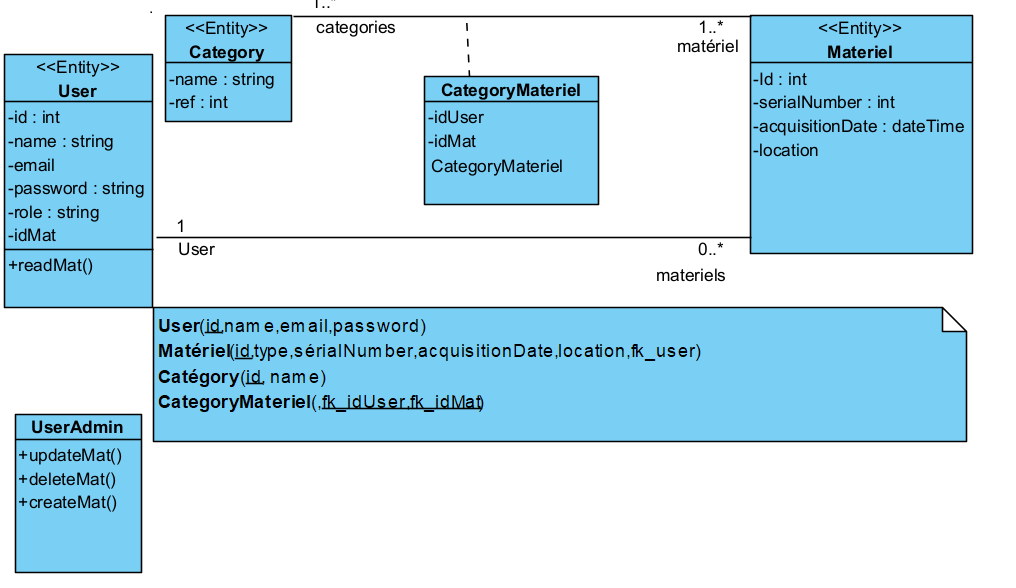 1..*
categories
1..*
matériel
<<Entity>>
Category
-name : string
-ref : int
<<Entity>>
Materiel
-Id : int
-serialNumber : int
-acquisitionDate : dateTime
-location
<<Entity>>
User
-id : int
-name : string
-email
-password : string
-role : string
-idMat
+readMat()
CategoryMateriel
-idUser
-idMat
CategoryMateriel
1
User
0..*
materiels
User(id,name,email,password)
Matériel(id,type,sérialNumber,acquisitionDate,location,fk_user)
Catégory(id, name)
CategoryMateriel(,fk_idUser,fk_idMat)
UserAdmin
+updateMat()
+deleteMat()
+createMat()